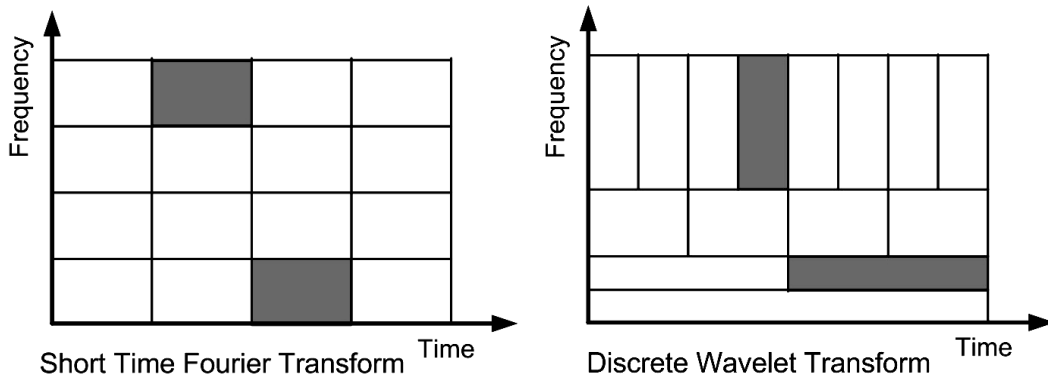 Frequency
Time
Short Time Fourier Transform
Frequency
Time
Discrete Wavelet Transform